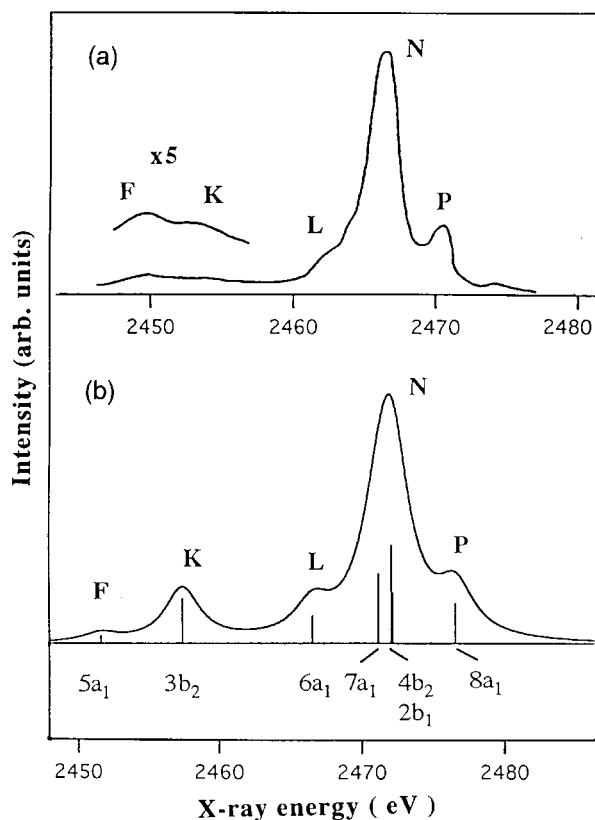 (a)
N
x5
F
K
P
L
2450 2460 2470 2480
Intensity (arb. units)
(b)
N
K
L
P
F
5a1 3b2 6a1 7a1 4b2 8a1
2b1
2450 2460 2470 2480
X-ray energy ( eV )